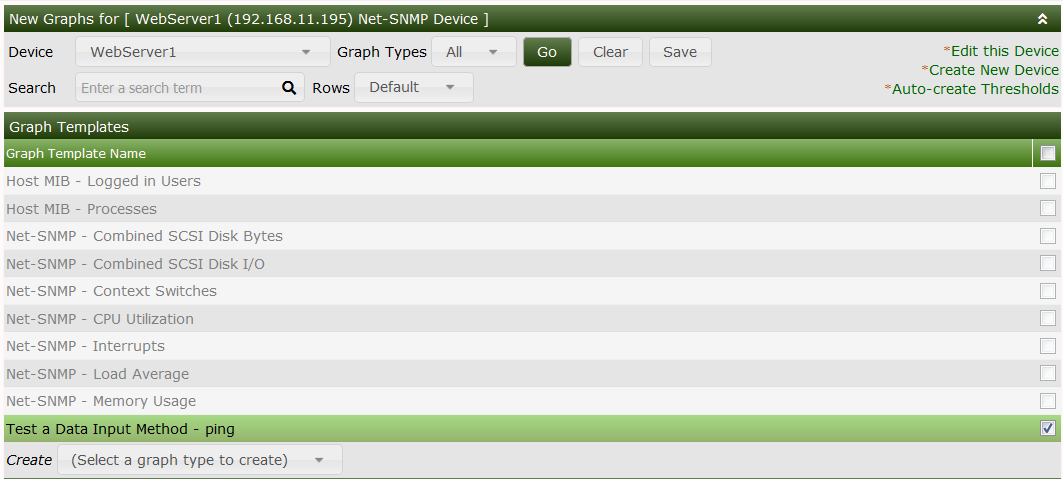 New Graphs for [ WebServer1 (192.168.11.195) Net-SNMP Device ]
Device WebServer1 Graph Types All Go Clear Save *Edit this Device
*Create New Device
Search Enter a search term Rows Default *Auto-create Thresholds
Graph Templates
Graph Template Name
Host MIB - Logged in Users
Host MIB - Processes
Net-SNMP - Combined SCSI Disk Bytes
Net-SNMP - Combined SCSI Disk I/O
Net-SNMP - Context Switches
Net-SNMP - CPU Utilization
Net-SNMP - Interrupts
Net-SNMP - Load Average
Net-SNMP - Memory Usage
Test a Data Input Method - ping
Create (Select a graph type to create)